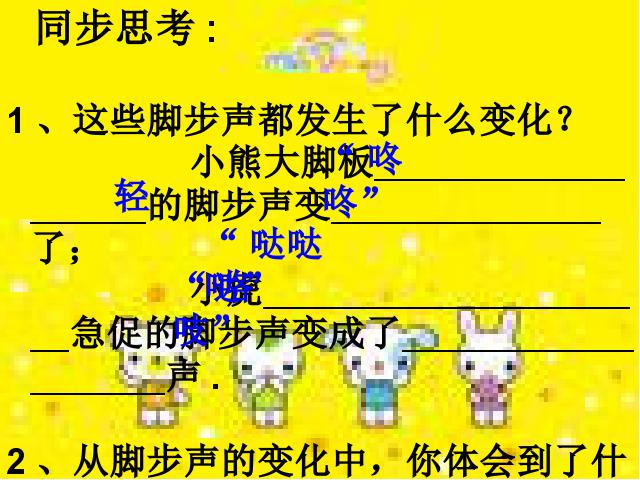 同步思考：
1、这些脚步声都发生了什么变化？
小熊大脚板“咚
轻的脚步声变咚”
了；
“ 哒哒
小虎
急促的脚步声变成了
声．
2、从脚步声的变化中，你体会到了什